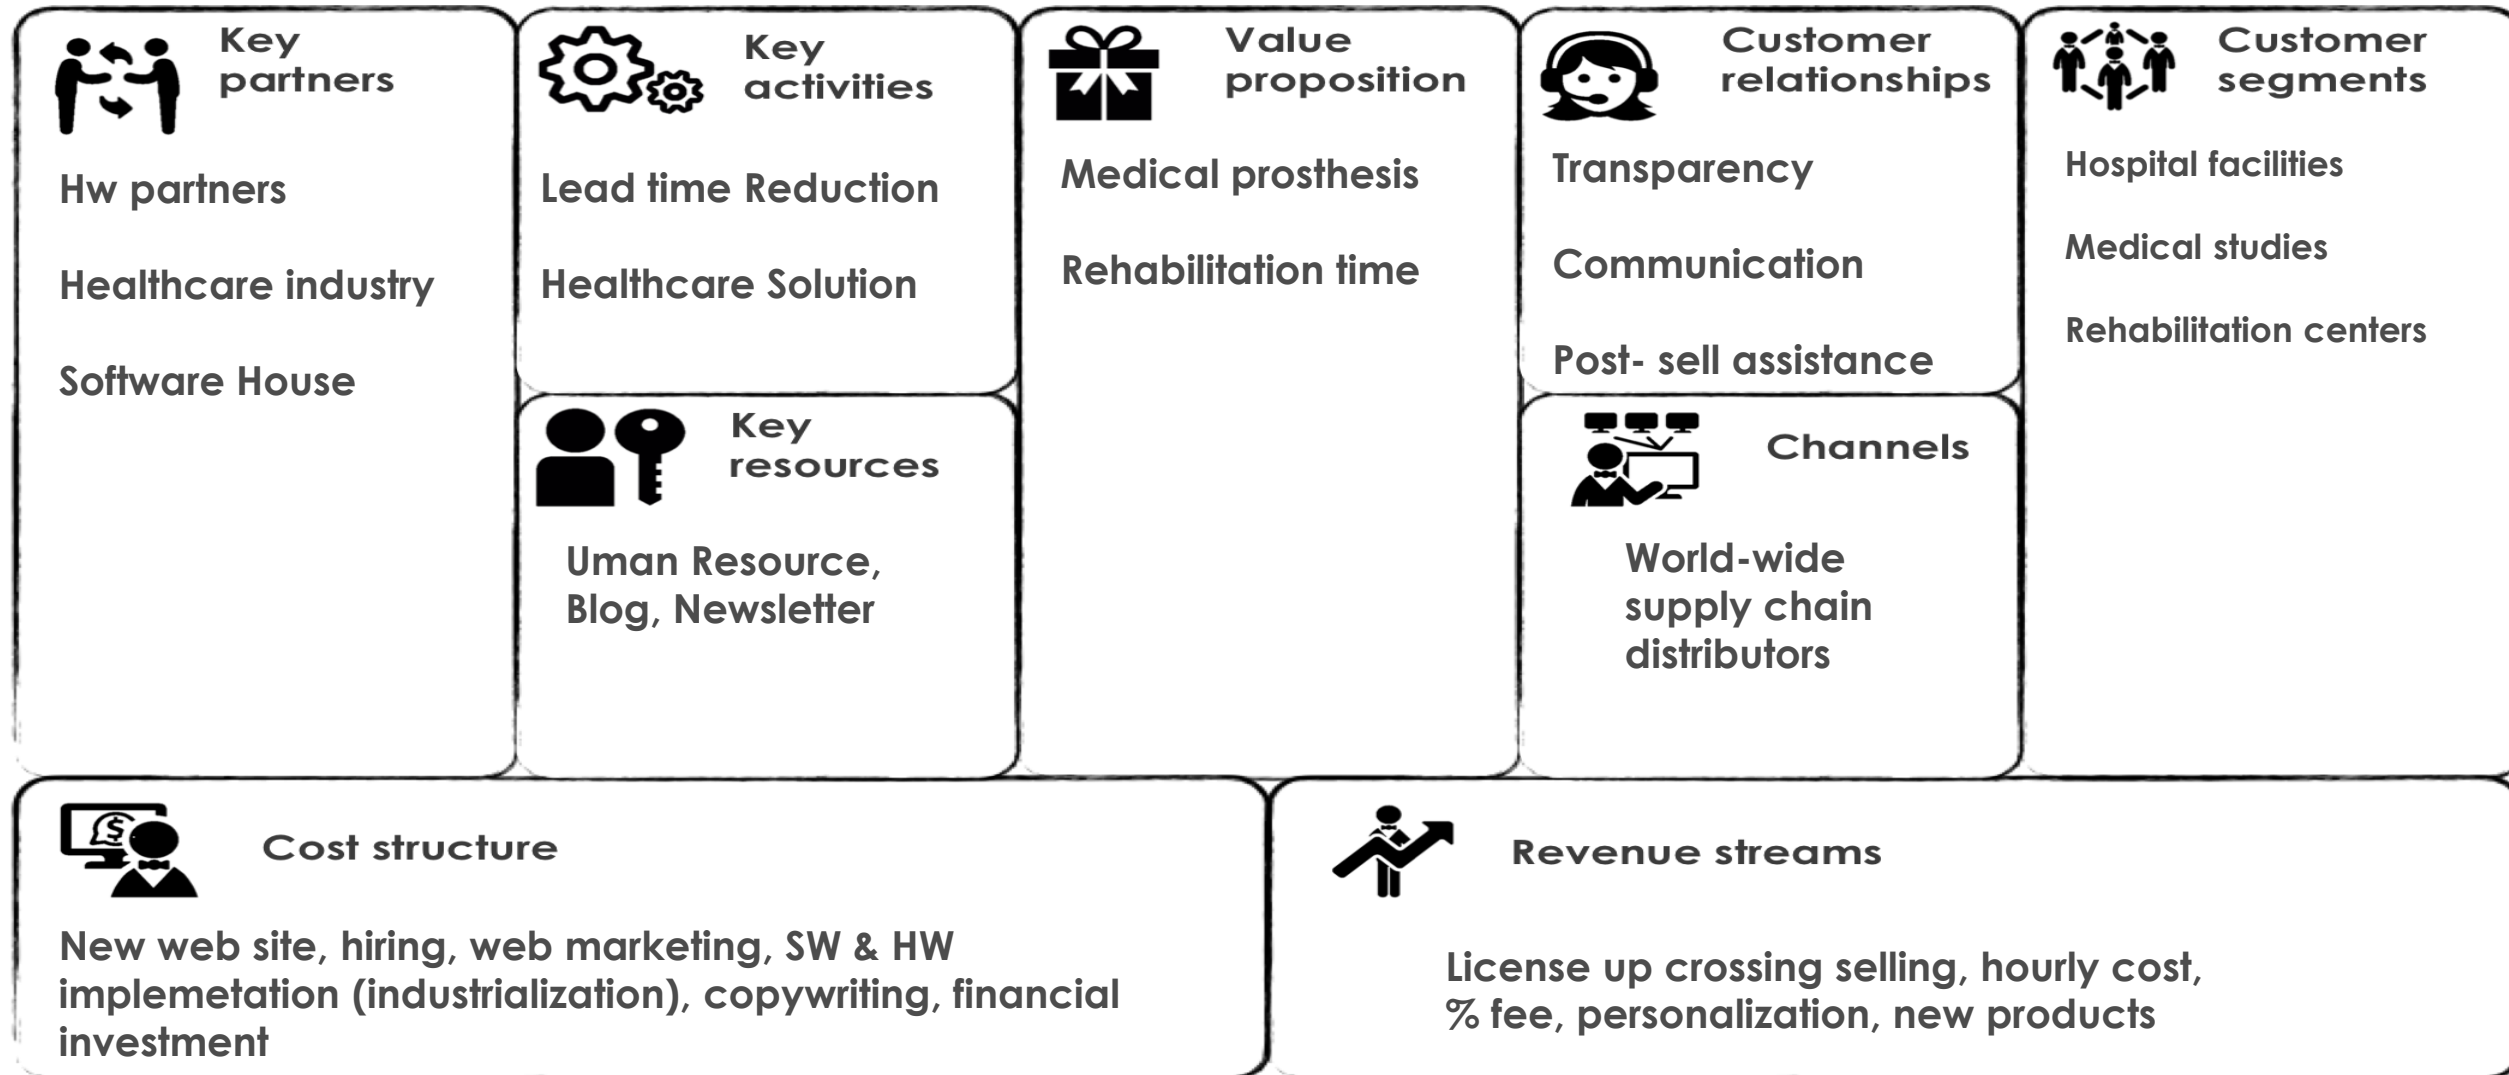 Key
partners
Hw partners
Healthcare industry
Software House
Key
activities
Lead time Reduction
Healthcare Solution
Key
resources
Uman Resource,
Blog, Newsletter
Value
proposition
Medical prosthesis
Rehabilitation time
Customer
relationships
Transparency
Communication
Post- sell assistance
Channels
World-wide
supply chain
distributors
Customer
segments
Hospital facilities
Medical studies
Rehabilitation centers
$
Cost structure
New web site, hiring, web marketing, SW & HW
implemetation (industrialization), copywriting, financial
investment
Revenue streams
License up crossing selling, hourly cost,
% fee, personalization, new products